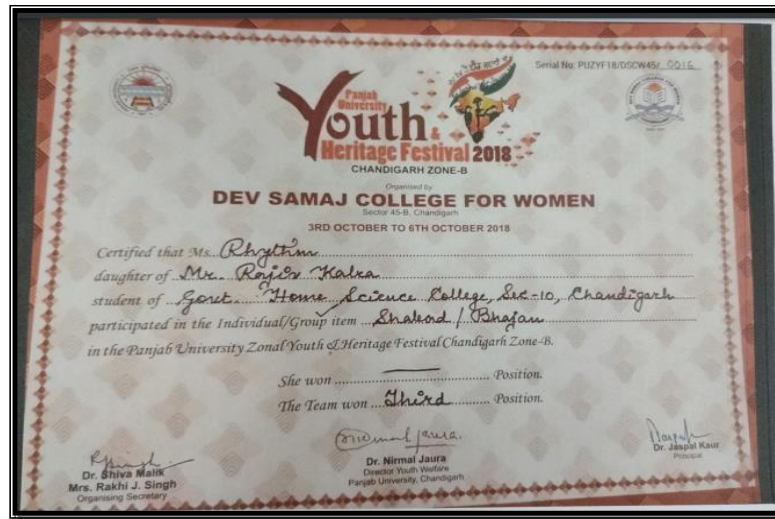 Serial No: PUZYF18/DSCW45/ 0016
Panjab
University
Youth &
Heritage Festival 2018
CHANDIGARH ZONE-B
Organised by
DEV SAMAJ COLLEGE FOR WOMEN
Sector 45-B, Chandigarh
3RD OCTOBER TO 6TH OCTOBER 2018
Certified that Ms. Rhythm
daughter of Mr. Rajiv Kalra
student of Govt. Home Science College, Sec-10, Chandigarh
participated in the Individual/Group item Shabad / Bhajan
in the Panjab University Zonal Youth & Heritage Festival Chandigarh Zone-B.
She won ........ Position.
The Team won Third Position.
Dr. Shiva Malik
Mrs. Rakhi J. Singh
Organising Secretary
Dr. Nirmal Jaura
Director Youth Welfare
Panjab University, Chandigarh
Dr. Jaspal Kaur
Principal